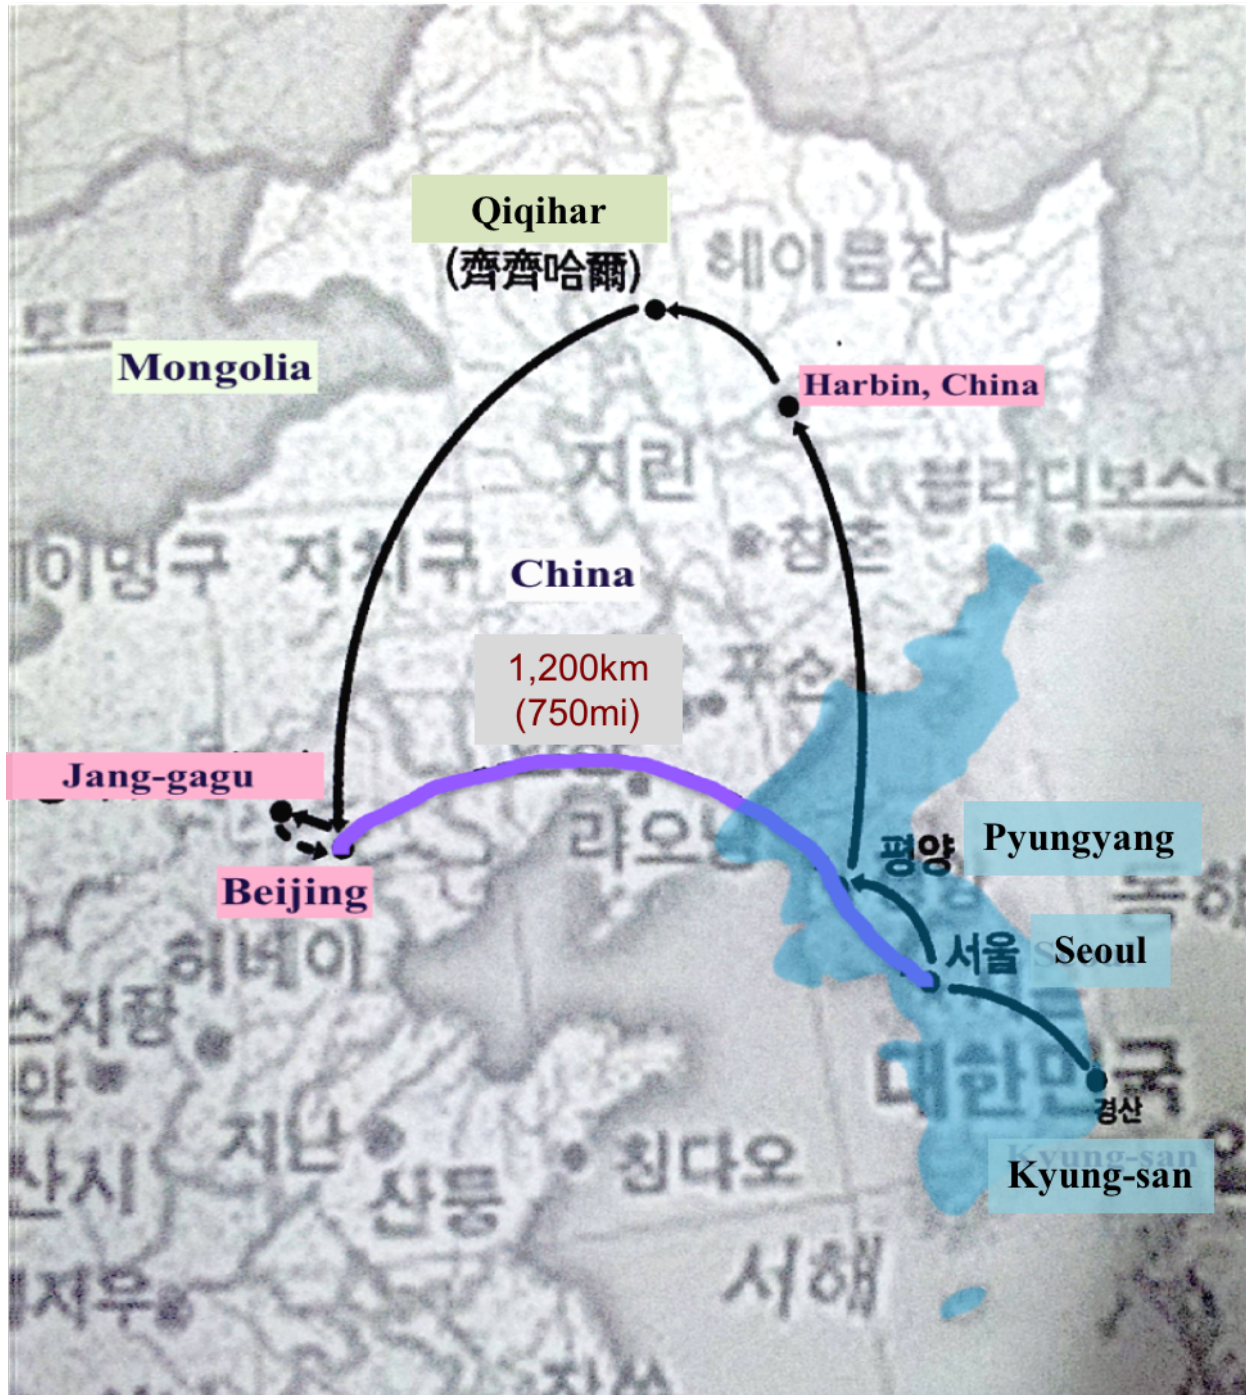 Qiqihar
(齊齊哈爾)
헤이룽장
Mongolia
Harbin, China
지린
블라디보스토
창춘
자치구
China
1,200km
(750mi)
푸순
Jang-gagu
랴오닝
평양
Pyungyang
Beijing
허베이
서울
Seoul
대한민국
경산
Kyung-san
지난
칭다오
산둥
서해